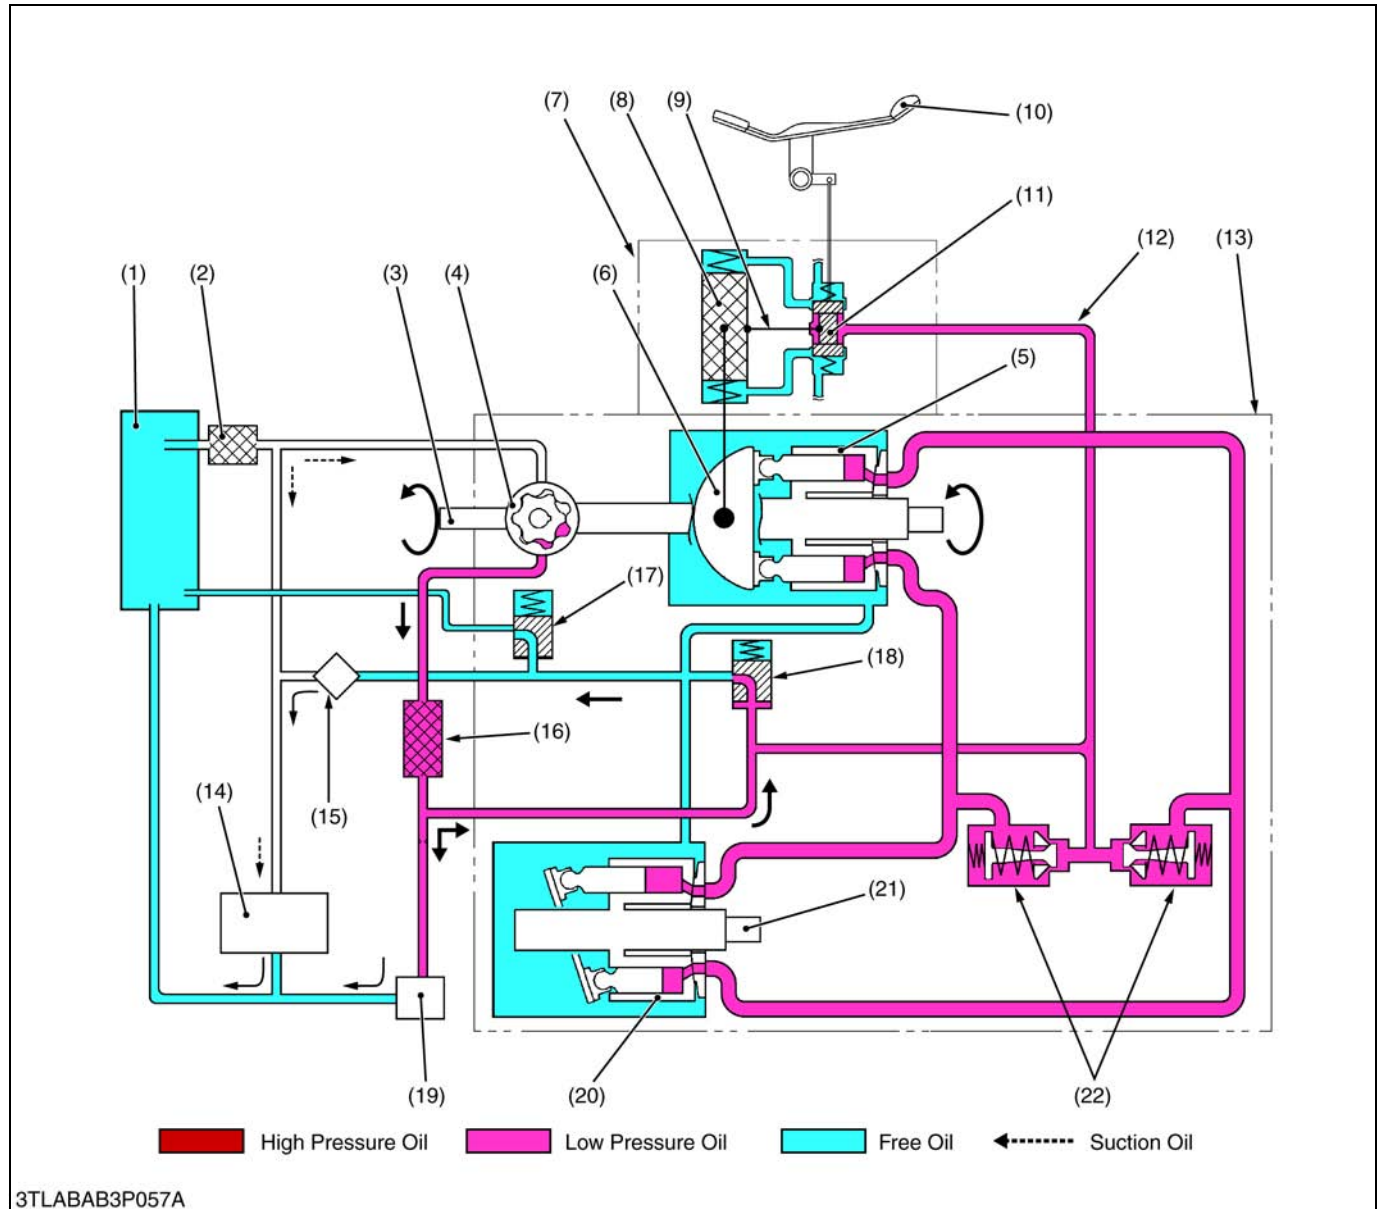 (7) (8) (9)
(10)
(11)
(1) (2) (3) (4) (6) (12) (13)
(5)
(17)
(18)
(16)
(14)
(15)
(21)
(19) (20) (22)
High Pressure Oil Low Pressure Oil Free Oil Suction Oil
3TLABAB3P057A